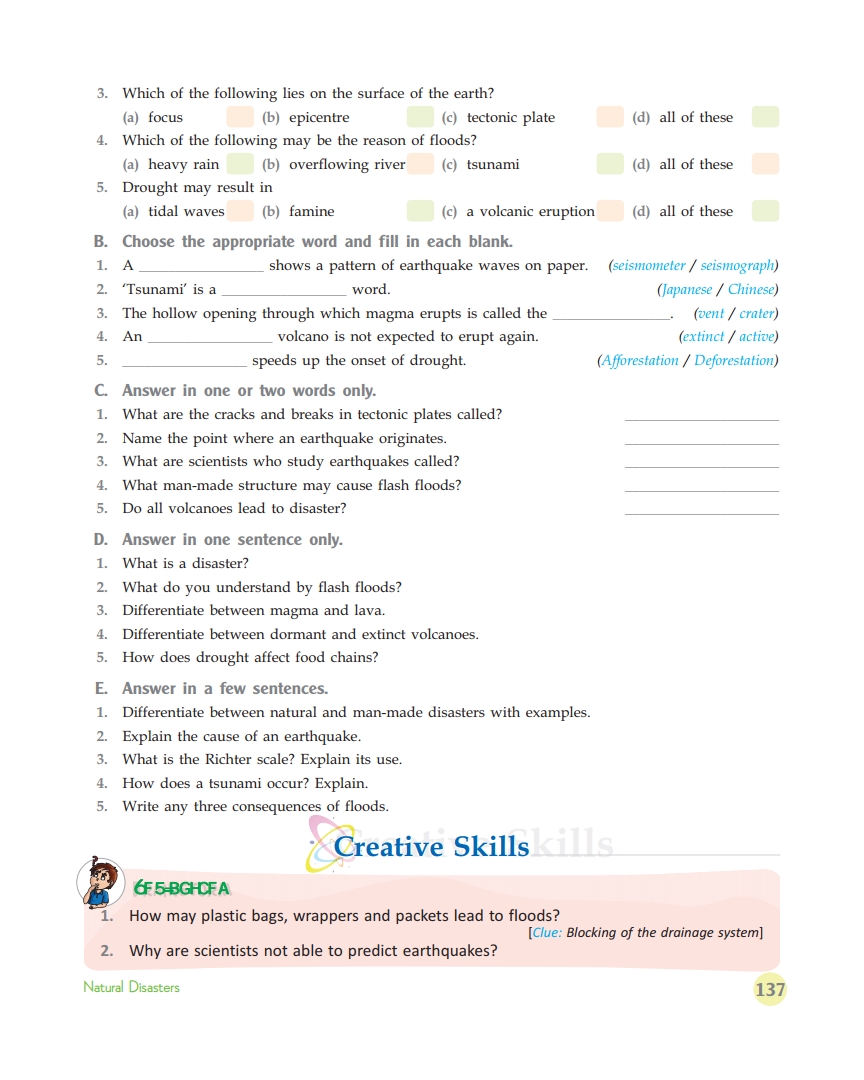 3. Which of the following lies on the surface of the earth?
(a) focus (b) epicentre (c) tectonic plate (d) all of these
4. Which of the following may be the reason of floods?
(a) heavy rain (b) overflowing river (c) tsunami (d) all of these
5. Drought may result in
(a) tidal waves (b) famine (c) a volcanic eruption (d) all of these
B. Choose the appropriate word and fill in each blank.
1. A ________________ shows a pattern of earthquake waves on paper. (seismometer / seismograph)
2. ‘Tsunami’ is a ________________ word. (Japanese / Chinese)
3. The hollow opening through which magma erupts is called the _______________. (vent / crater)
4. An ________________ volcano is not expected to erupt again. (extinct / active)
5. ________________ speeds up the onset of drought. (Afforestation / Deforestation)
C. Answer in one or two words only.
1. What are the cracks and breaks in tectonic plates called? ____________________
2. Name the point where an earthquake originates. ____________________
3. What are scientists who study earthquakes called? ____________________
4. What man-made structure may cause flash floods? ____________________
5. Do all volcanoes lead to disaster? ____________________
D. Answer in one sentence only.
1. What is a disaster?
2. What do you understand by flash floods?
3. Differentiate between magma and lava.
4. Differentiate between dormant and extinct volcanoes.
5. How does drought affect food chains?
E. Answer in a few sentences.
1. Differentiate between natural and man-made disasters with examples.
2. Explain the cause of an earthquake.
3. What is the Richter scale? Explain its use.
4. How does a tsunami occur? Explain.
5. Write any three consequences of floods.
Creative Skills
1. How may plastic bags, wrappers and packets lead to floods?
[Clue: Blocking of the drainage system]
2. Why are scientists not able to predict earthquakes?
Natural Disasters 137